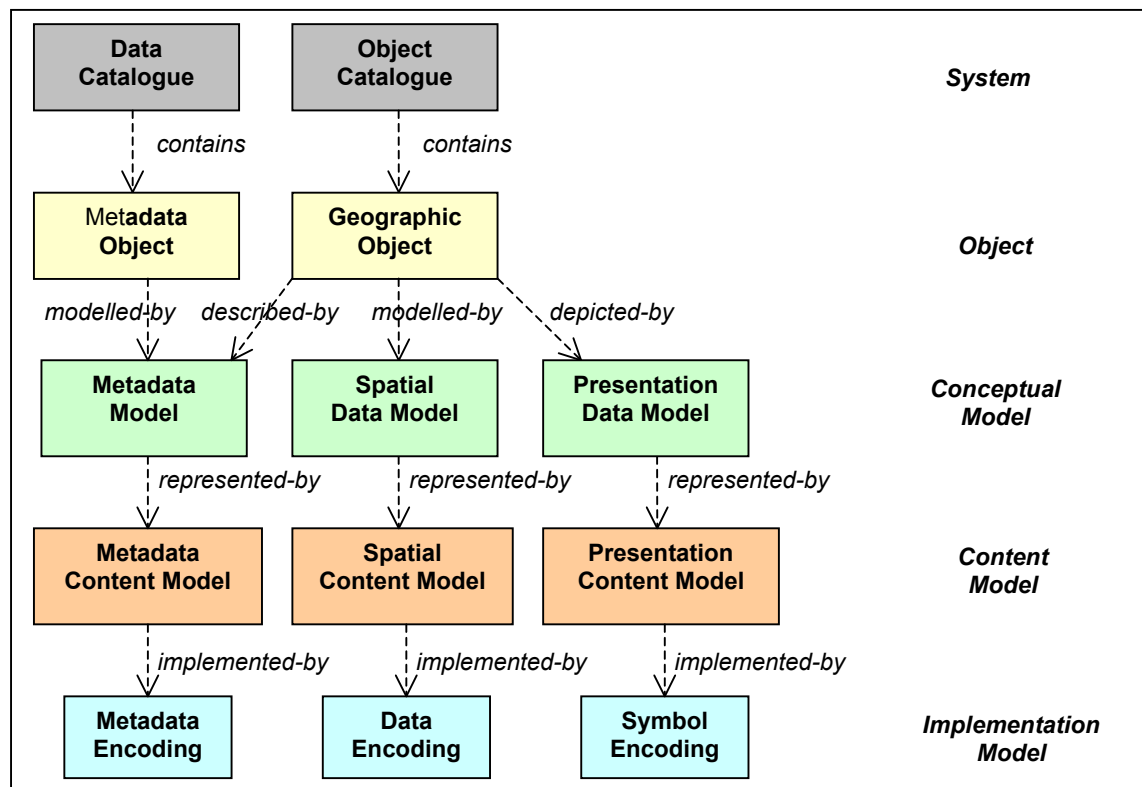 Data
Catalogue
Object
Catalogue
System
contains
contains
Metadata
Object
Geographic
Object
Object
modelled-by
described-by
modelled-by
depicted-by
Metadada
Model
Spatial
Data Model
Presentation
Data Model
Conceptual
Model
represented-by
represented-by
represented-by
Metadata
Content Model
Spatial
Content Model
Presentation
Content Model
Content
Model
implemented-by
implemented-by
implemented-by
Metadata
Encoding
Data
Encoding
Symbol
Encoding
Implementation
Model